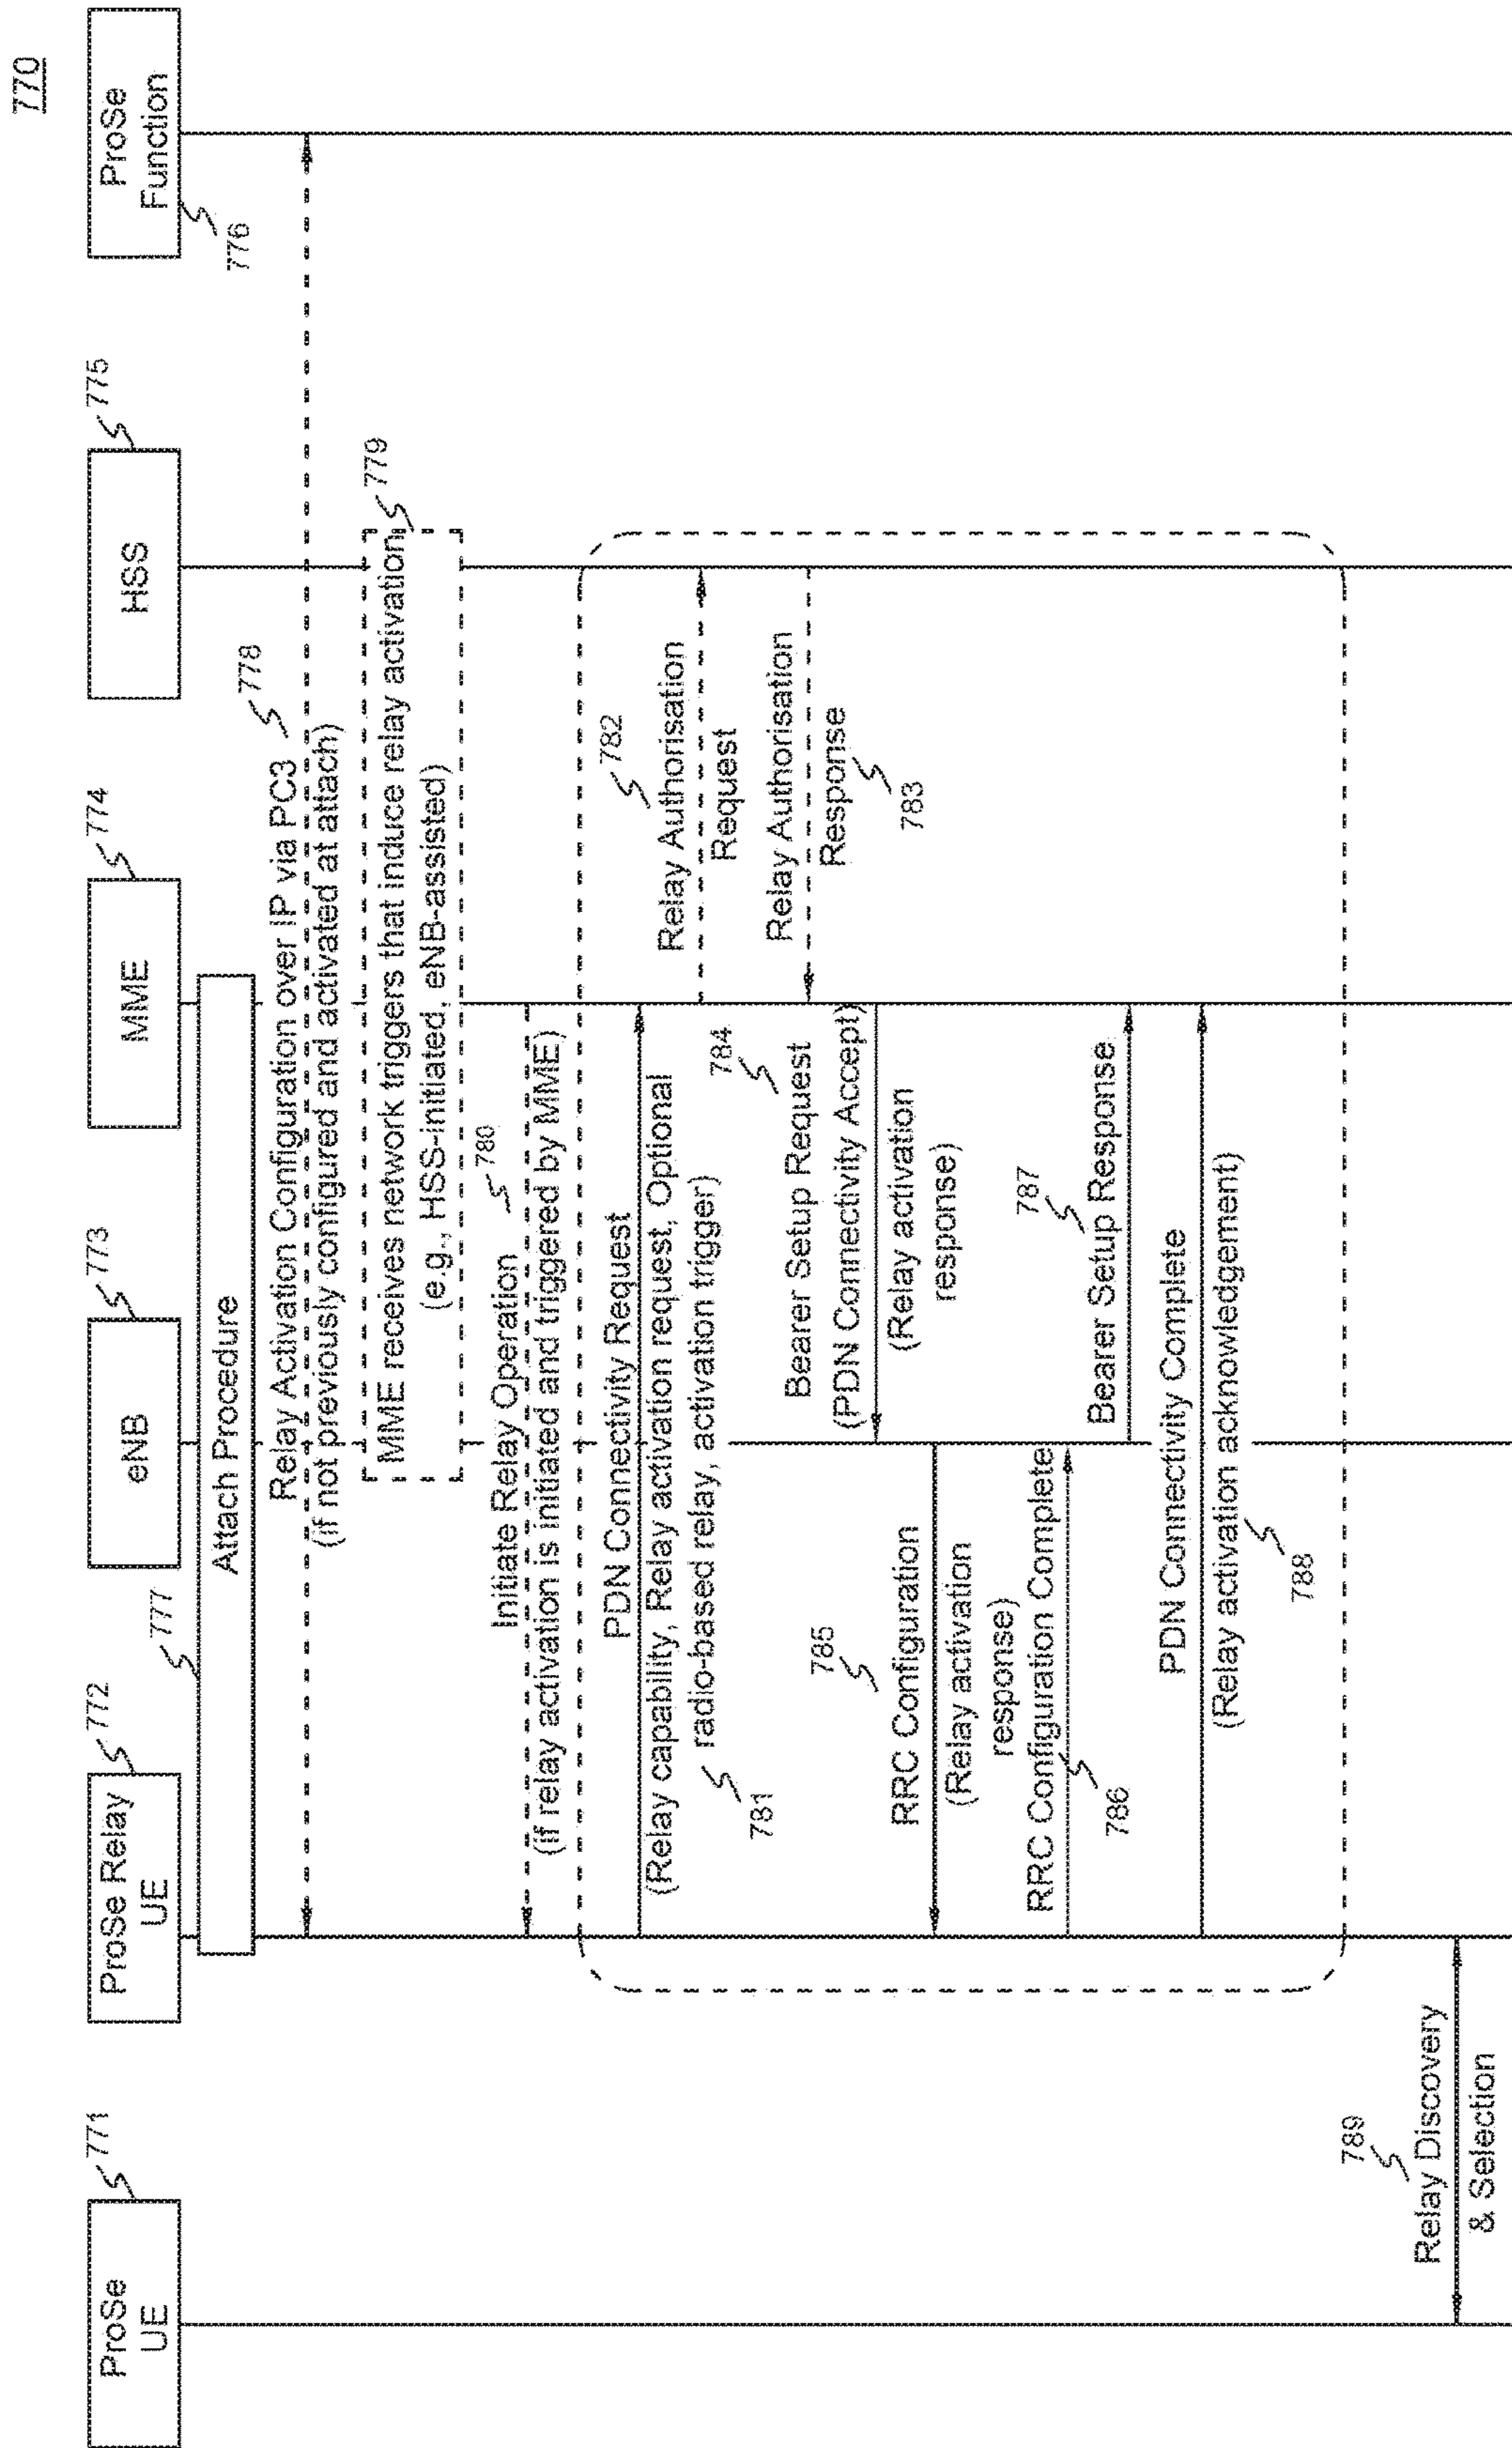 770
ProSe
UE
771
ProSe Relay
UE
772
eNB
773
MME
774
HSS
775
ProSe
Function
776
777
Attach Procedure
Relay Activation Configuration over IP via PC3
778
(if not previously configured and activated at attach)
MME receives network triggers that induce relay activation
779
(e.g., HSS-initiated, eNB-assisted)
Initiate Relay Operation
780
(if relay activation is initiated and triggered by MME)
PDN Connectivity Request
(Relay capability, Relay activation request, Optional
radio-based relay, activation trigger)
781
782
Relay Authorisation
Request
Relay Authorisation
Response
783
784
Bearer Setup Request
(PDN Connectivity Accept)
(Relay activation
response)
785
RRC Configuration
(Relay activation
response)
RRC Configuration Complete
786
787
Bearer Setup Response
PDN Connectivity Complete
(Relay activation acknowledgement)
788
789
Relay Discovery
& Selection